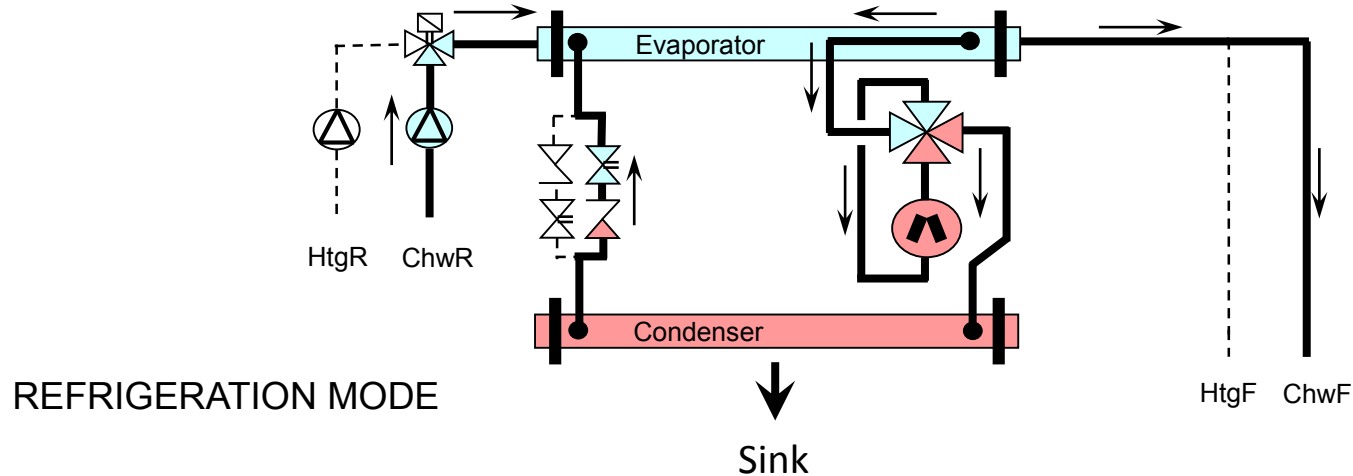 Evaporator
HtgR
ChwR
Condenser
HtgF
ChwF
REFRIGERATION MODE
Sink